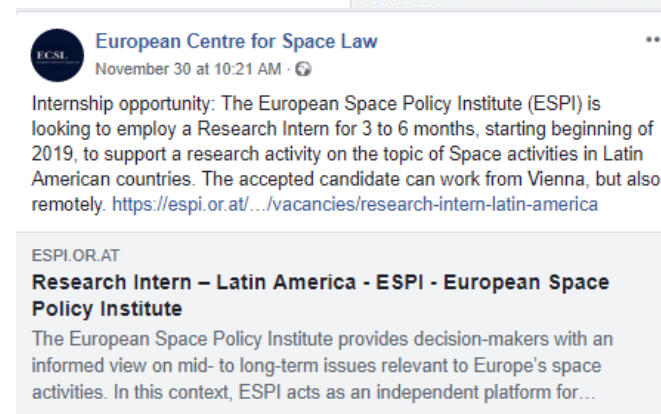 ECSL
European Centre for Space Law
November 30 at 10:21 AM ·
Internship opportunity: The European Space Policy Institute (ESPI) is
looking to employ a Research Intern for 3 to 6 months, starting beginning of
2019, to support a research activity on the topic of Space activities in Latin
American countries. The accepted candidate can work from Vienna, but also
remotely. https://espi.or.at/…/vacancies/research-intern-latin-america
ESPI.OR.AT
Research Intern – Latin America - ESPI - European Space
Policy Institute
The European Space Policy Institute provides decision-makers with an
informed view on mid- to long-term issues relevant to Europe's space
activities. In this context, ESPI acts as an independent platform for…